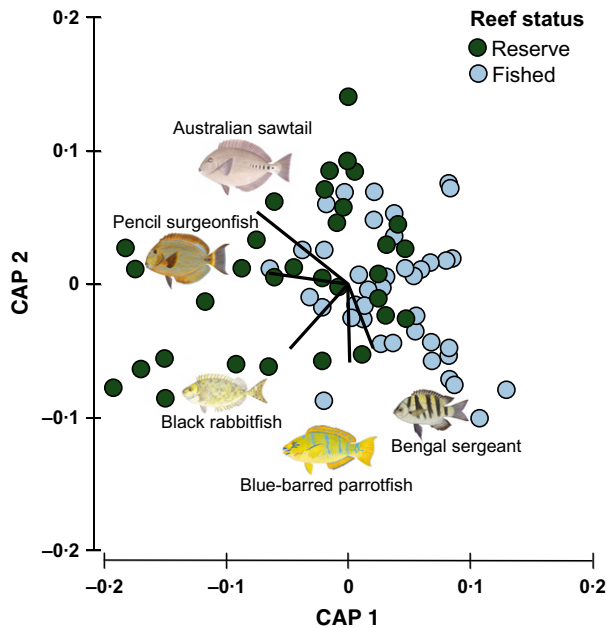 0·2
Reef status
Reserve
Fished
0·1
Australian sawtail
Pencil surgeonfish
CAP 2
0
Black rabbitfish
–0·1
Bengal sergeant
Blue-barred parrotfish
–0·2
–0·2 –0·1 0 0·1 0·2
CAP 1